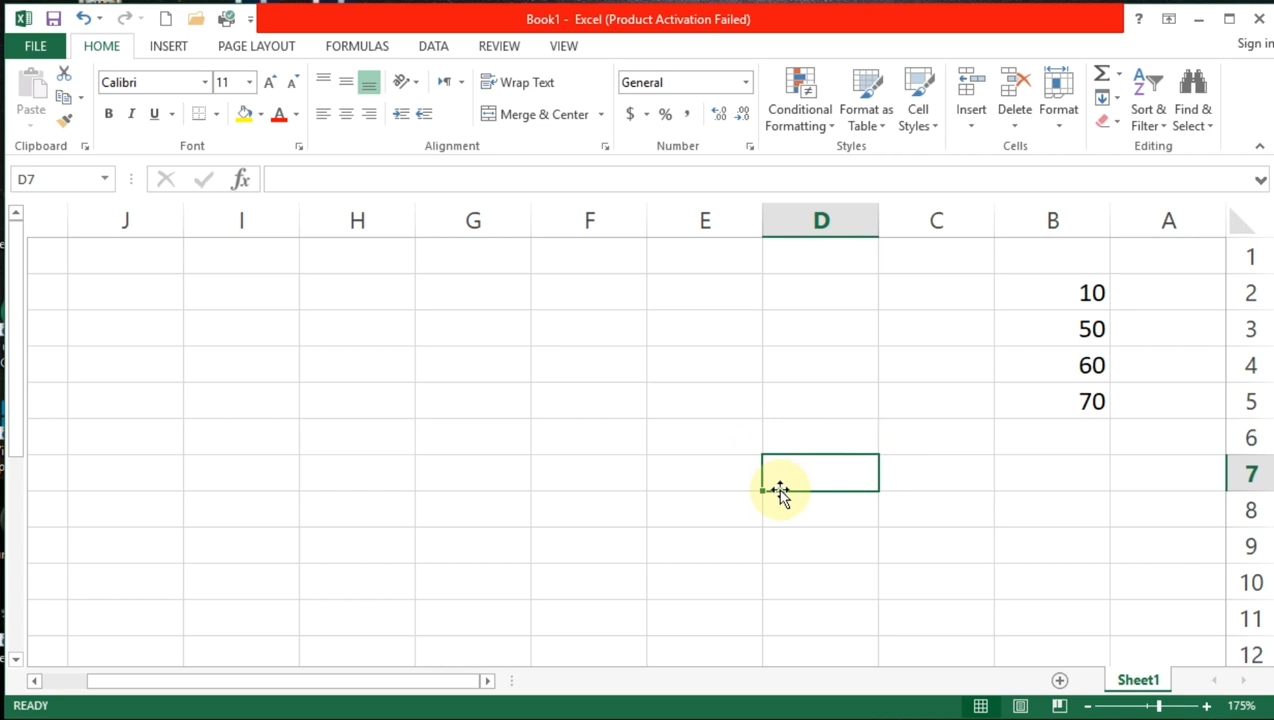 Book1 - Excel (Product Activation Failed)
?
FILE
HOME
INSERT
PAGE LAYOUT
FORMULAS
DATA
REVIEW
VIEW
Sign in
Paste
Calibri
11
B I U
A A
A
Wrap Text
Merge & Center
General
$ % ,
Conditional Formatting
Format as Table
Cell Styles
Insert
Delete
Format
Sort & Filter
Find & Select
Clipboard
Font
Alignment
Number
Styles
Cells
Editing
D7
fx
J I H G F E D C B A
1
10 2
50 3
60 4
70 5
6
7
8
9
10
11
12
Sheet1
READY
175%